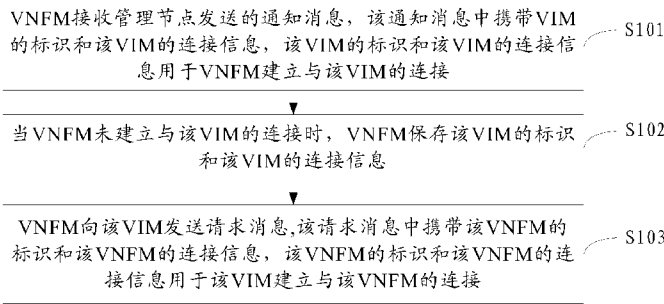 VNFM接收管理节点发送的通知消息，该通知消息中携带VIM
的标识和该VIM的连接信息，该VIM的标识和该VIM的连接信
息用于VNFM建立与该VIM的连接
S101
当VNFM未建立与该VIM的连接时，VNFM保存该VIM的标识
和该VIM的连接信息
S102
VNFM向该VIM发送请求消息,该请求消息中携带该VNFM的
标识和该VNFM的连接信息，该VNFM的标识和该VNFM的连
接信息用于该VIM建立与该VNFM的连接
S103